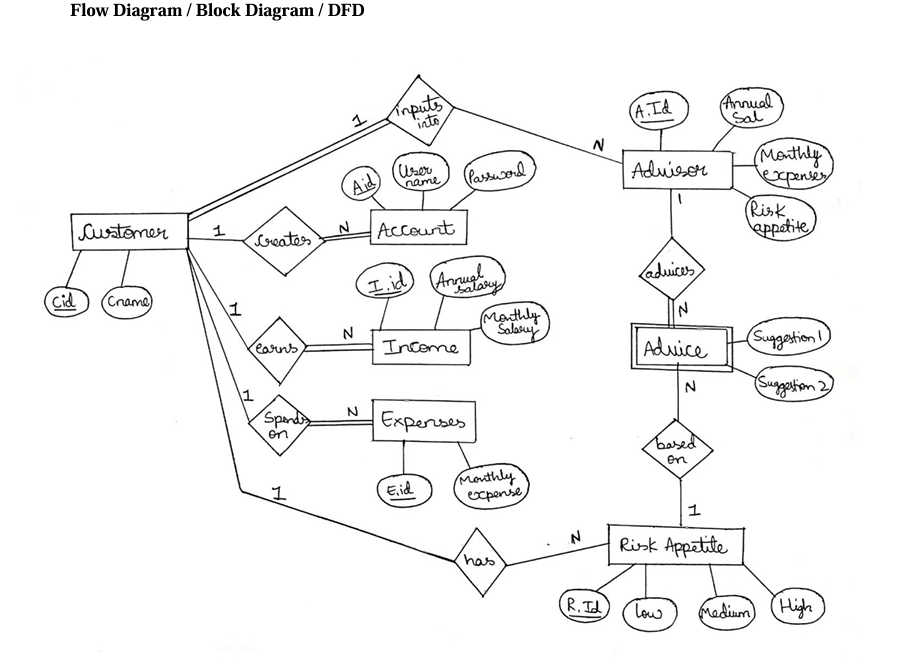 Flow Diagram / Block Diagram / DFD
inputs
into
1
N
A.Id
Annual
Sal
Advisor
Monthly
expenses
Risk
appetite
1
A.id
User
name
Password
Customer
1
creates
N
Account
Cid
Cname
advices
N
I.id
Annual
salary
Monthly
Salary
1
earns
N
Income
Advice
Suggestion 1
Suggestion 2
N
1
Spends
on
N
Expenses
based
on
E.id
Monthly
expense
1
1
has
N
Risk Appetite
R.Id
low
Medium
High